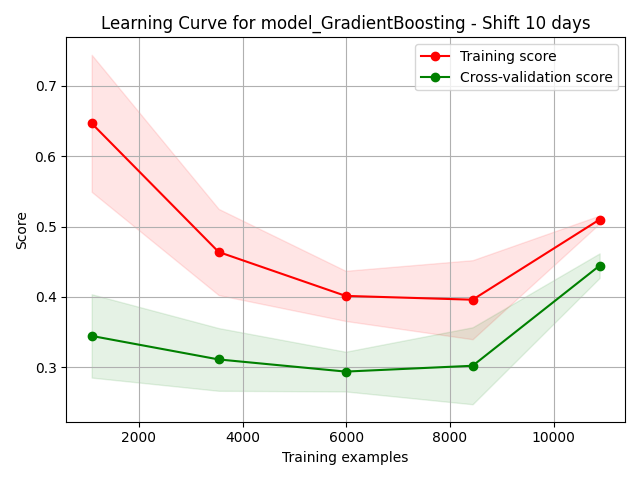 Learning Curve for model_GradientBoosting - Shift 10 days
Training score
Cross-validation score
Score
0.7
0.6
0.5
0.4
0.3
2000 4000 6000 8000 10000
Training examples